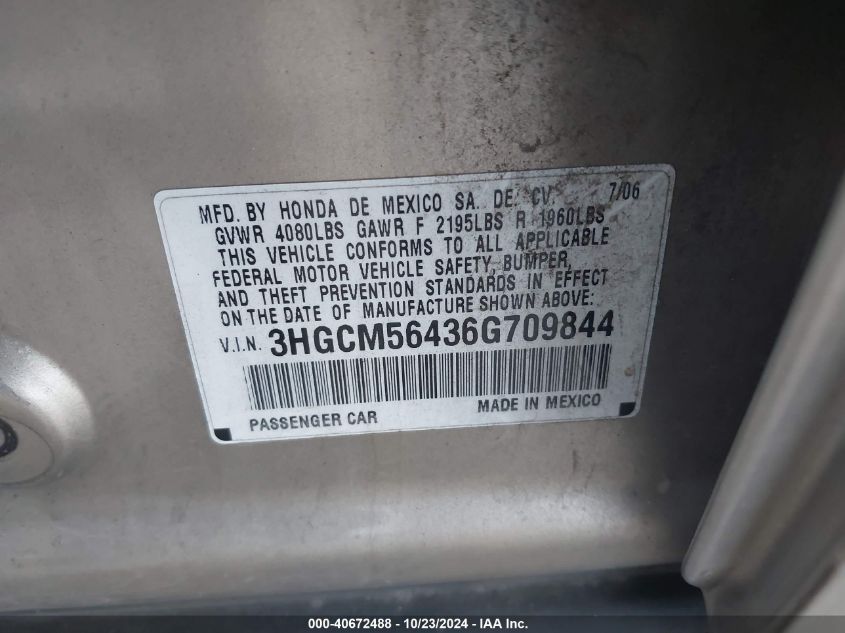 MFD. BY HONDA DE MEXICO SA. DE. CV. 7/06
GVWR 4080LBS GAWR F 2195LBS R 1960LBS
THIS VEHICLE CONFORMS TO ALL APPLICABLE
FEDERAL MOTOR VEHICLE SAFETY BUMPER,
AND THEFT PREVENTION STANDARDS IN EFFECT
ON THE DATE OF MANUFACTURE SHOWN ABOVE:
V.I.N. 3HGCM56436G709844
PASSENGER CAR MADE IN MEXICO
000-40672488 - 10/23/2024 - IAA Inc.